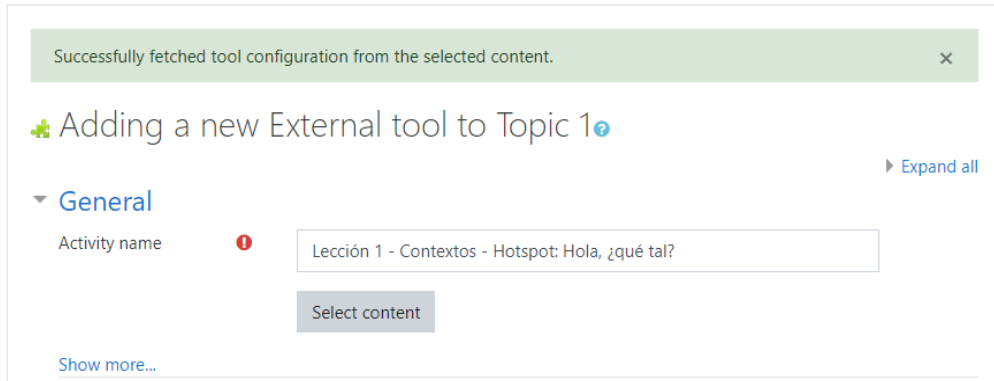 Successfully fetched tool configuration from the selected content. ×
Adding a new External tool to Topic 1
Expand all
General
Activity name
Lección 1 - Contextos - Hotspot: Hola, ¿qué tal?
Select content
Show more...